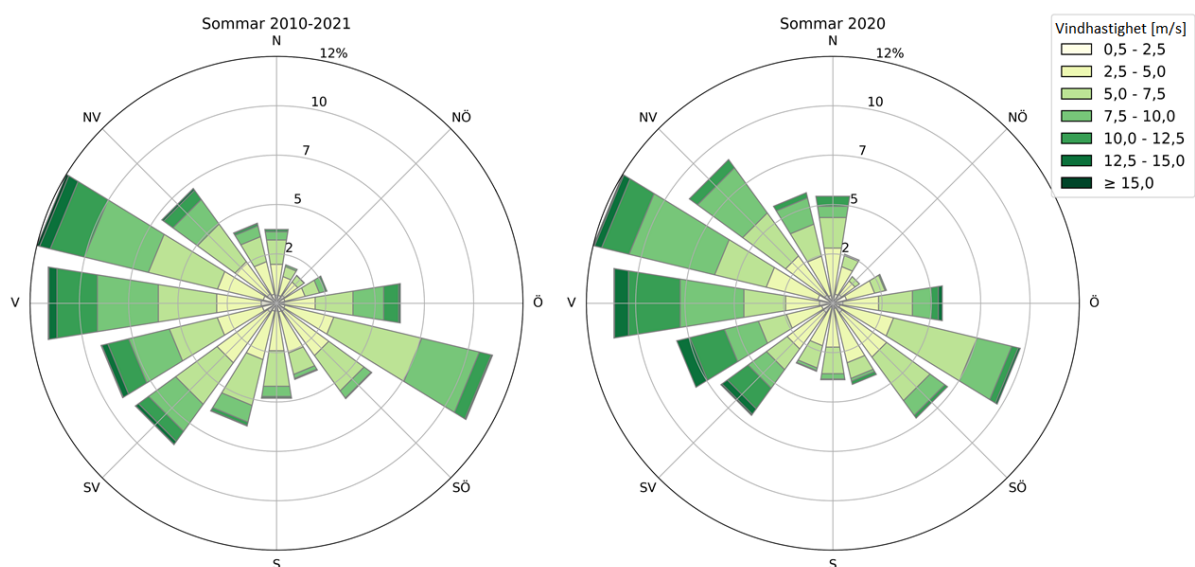 Sommar 2010-2021
N
12%
10
7
5
2
NÖ
Ö
SÖ
S
SV
V
NV
Sommar 2020
N
12%
10
7
5
2
NÖ
Ö
SÖ
S
SV
V
NV
Vindhastighet [m/s]
0,5 - 2,5
2,5 - 5,0
5,0 - 7,5
7,5 - 10,0
10,0 - 12,5
12,5 - 15,0
≥ 15,0